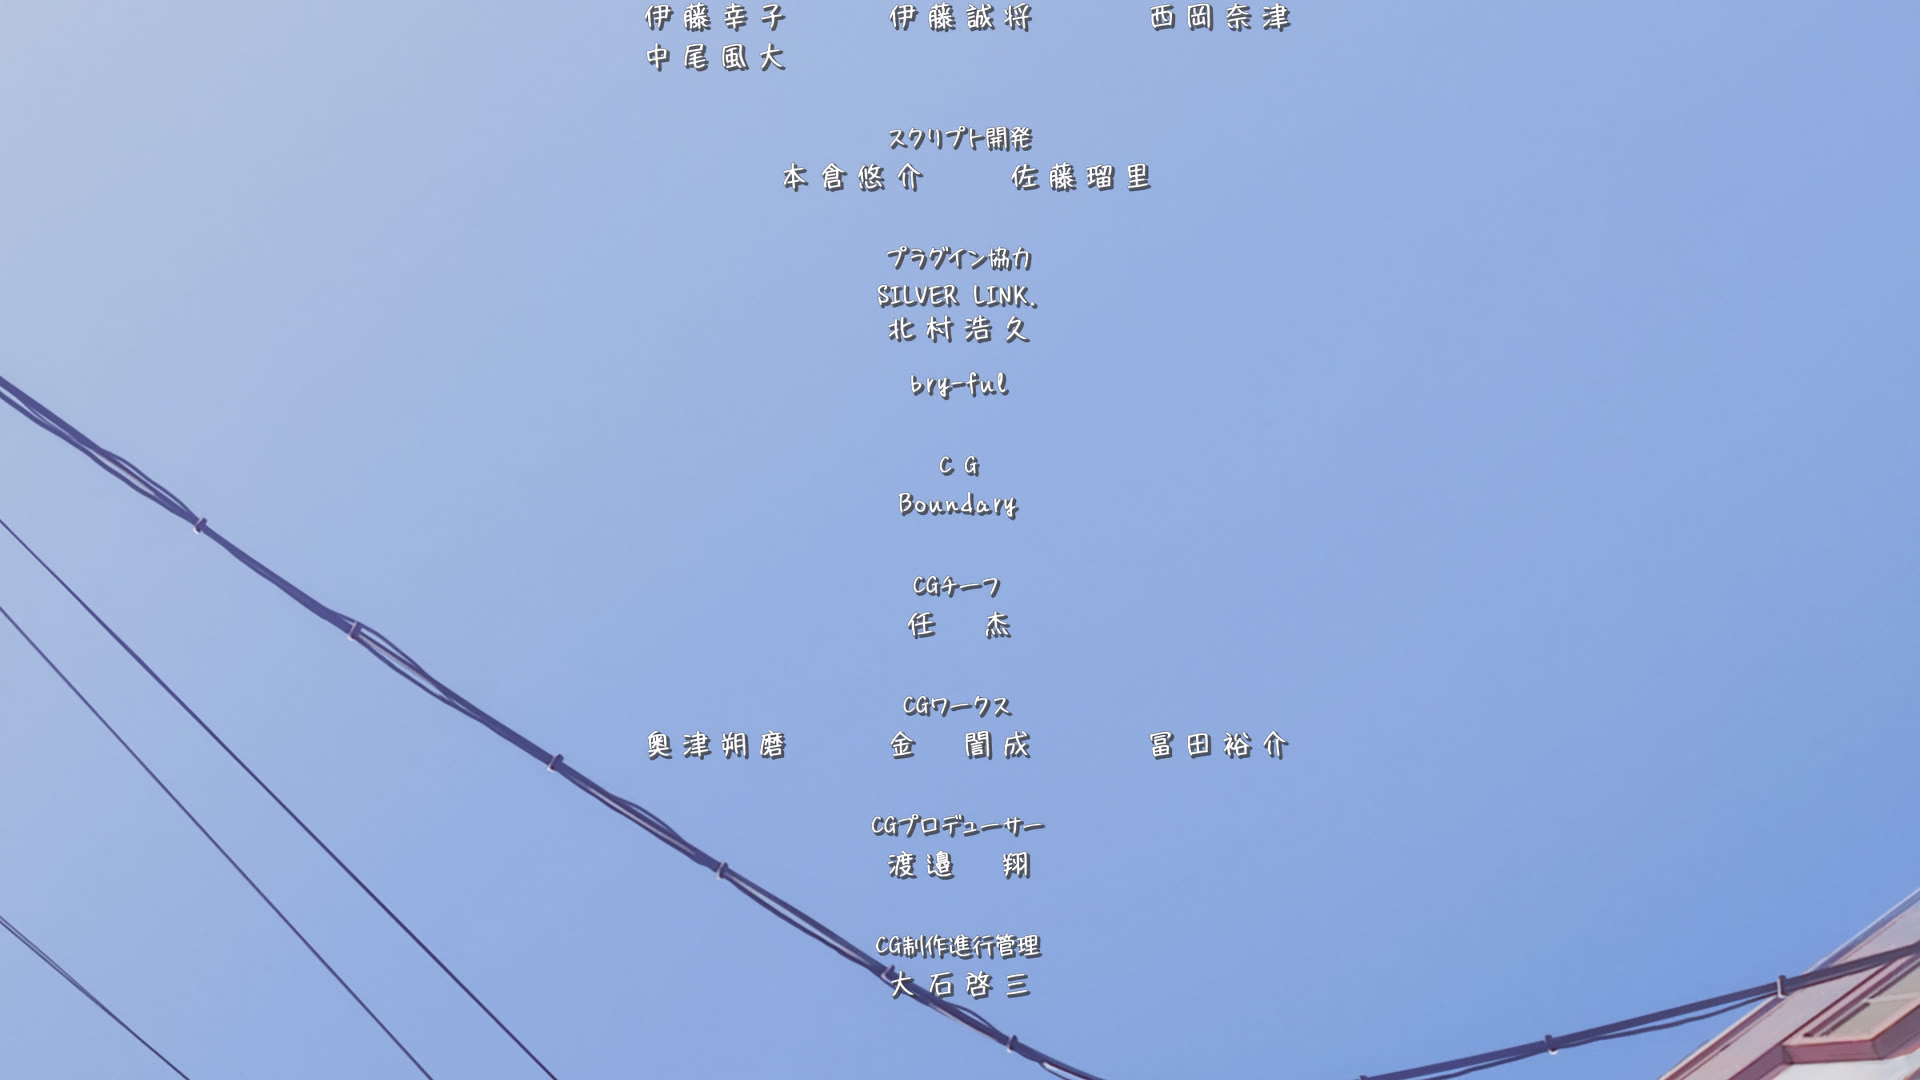 伊藤幸子 伊藤誠将 西岡奈津
中尾風大
スクリプト開発
本倉悠介 佐藤瑠里
プラグイン協力
SILVER LINK.
北村浩久
bry-ful
CG
Boundary
CGチーフ
任 杰
CGワークス
奥津朔磨 金 誾成 冨田裕介
CGプロデューサー
渡邉 翔
CG制作進行管理
大石啓三